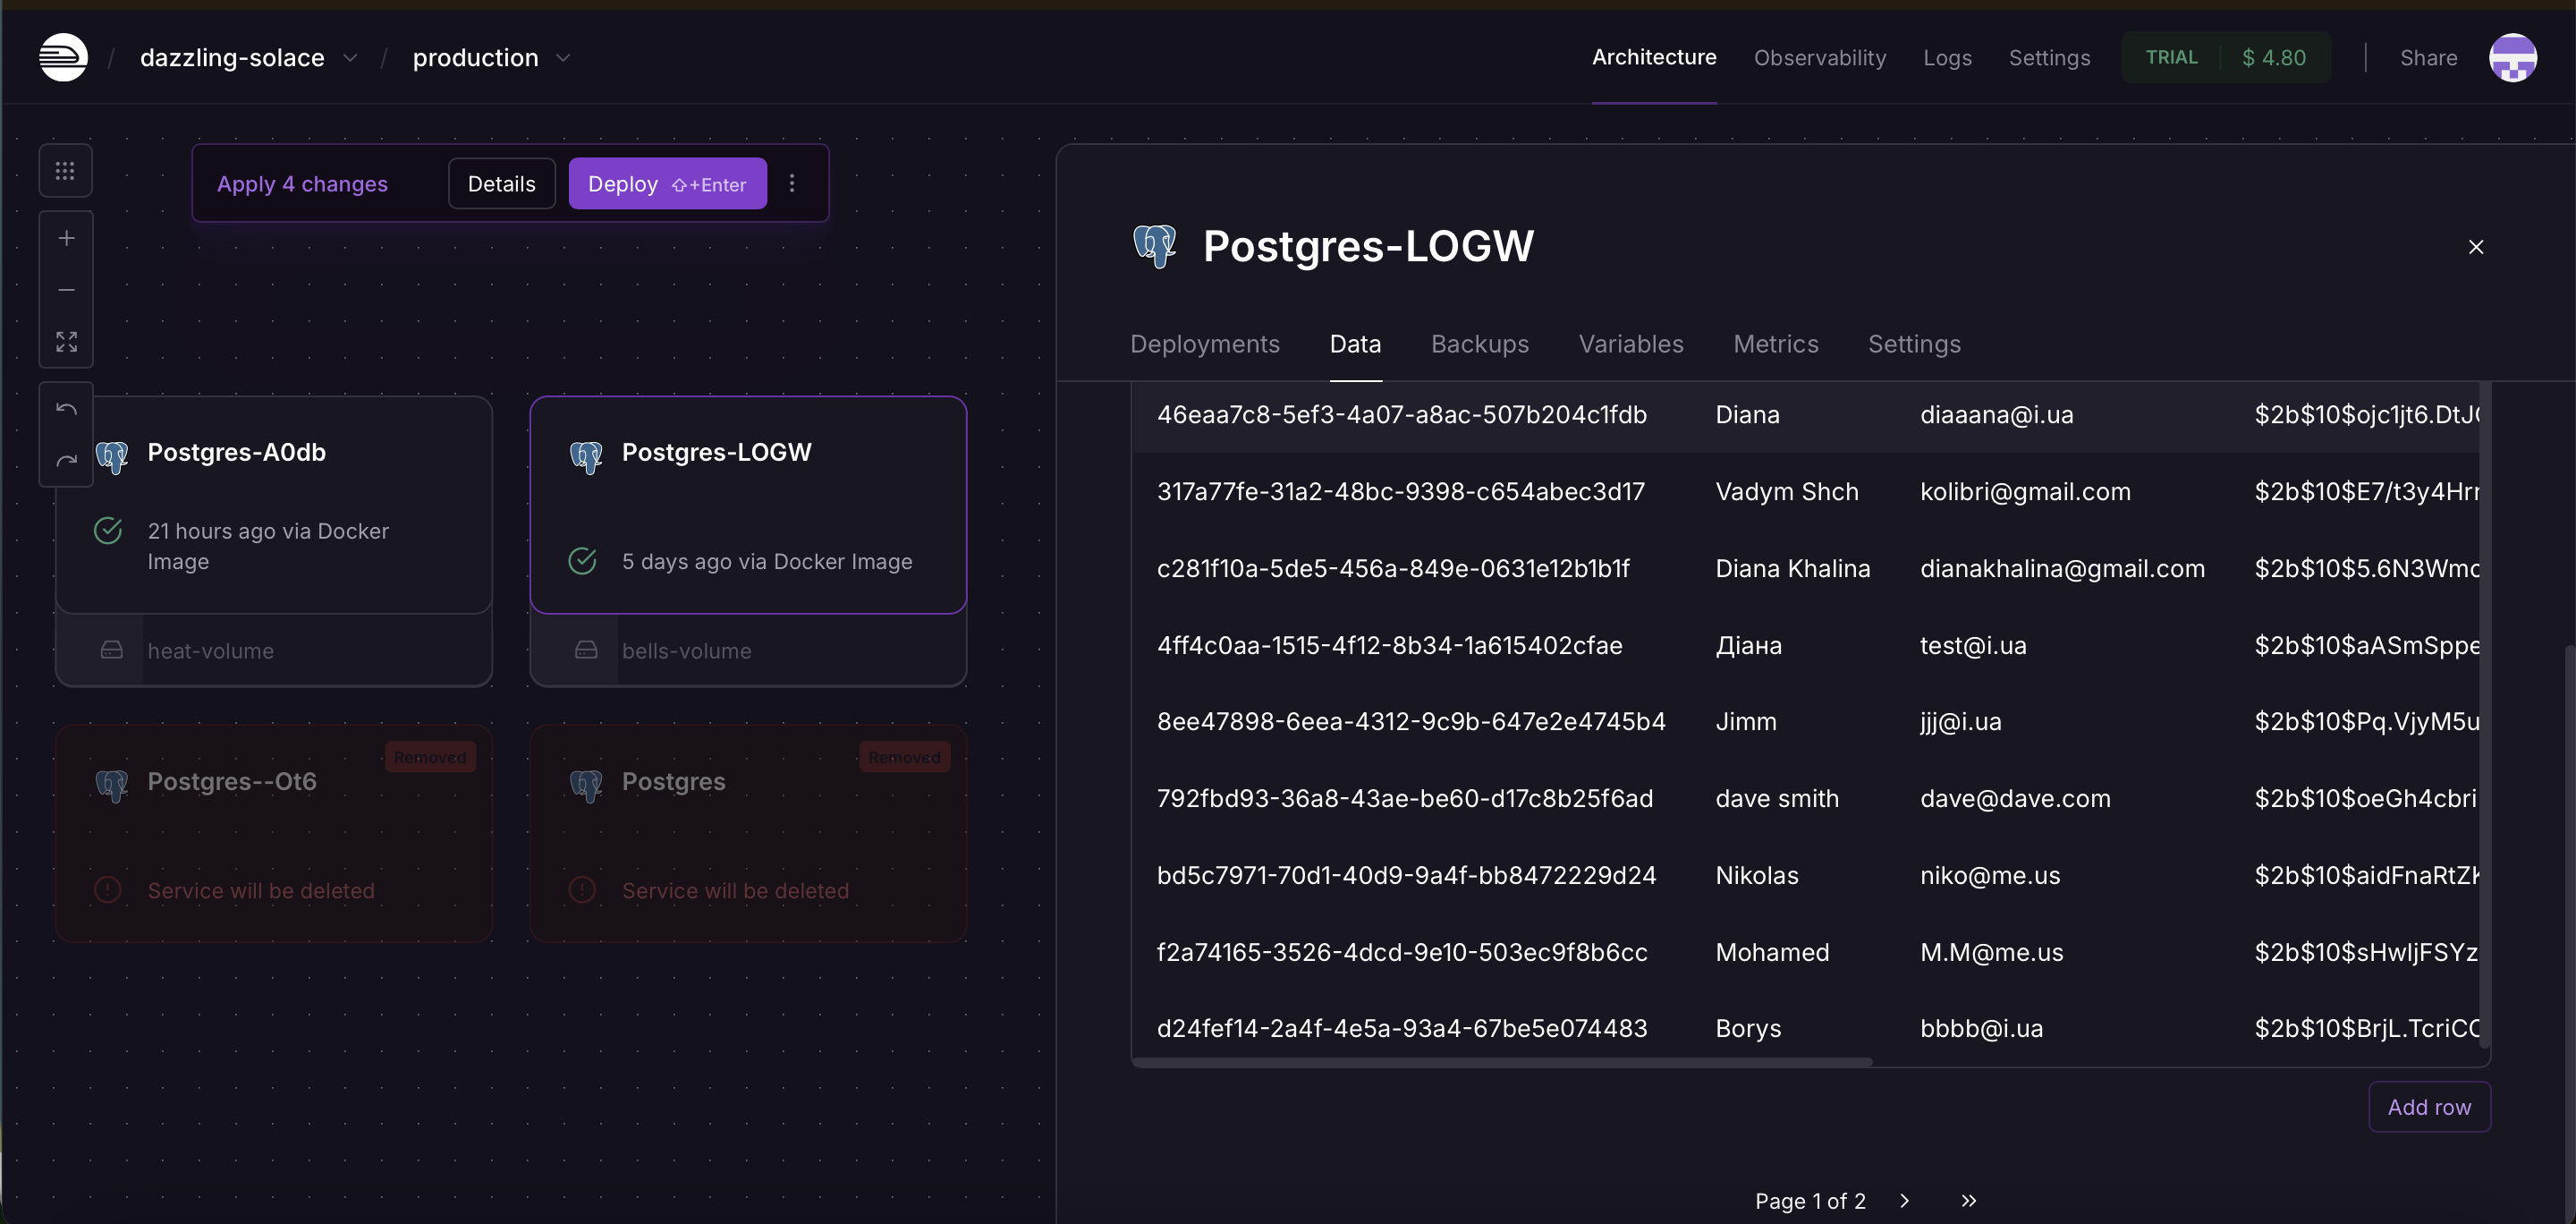 / dazzling-solace / production
Architecture Observability Logs Settings TRIAL $ 4.80 Share
Apply 4 changes Details Deploy ⇧+Enter
Postgres-A0db
21 hours ago via Docker
Image
heat-volume
Postgres-LOGW
5 days ago via Docker Image
bells-volume
Removed
Postgres--Ot6
Service will be deleted
Removed
Postgres
Service will be deleted
Postgres-LOGW
Deployments Data Backups Variables Metrics Settings
46eaa7c8-5ef3-4a07-a8ac-507b204c1fdb Diana diaaana@i.ua $2b$10$ojc1jt6.DtJ
317a77fe-31a2-48bc-9398-c654abec3d17 Vadym Shch kolibri@gmail.com $2b$10$E7/t3y4Hr
c281f10a-5de5-456a-849e-0631e12b1b1f Diana Khalina dianakhalina@gmail.com $2b$10$5.6N3Wm
4ff4c0aa-1515-4f12-8b34-1a615402cfae Діана test@i.ua $2b$10$aASmSppe
8ee47898-6eea-4312-9c9b-647e2e4745b4 Jimm jjj@i.ua $2b$10$Pq.VjyM5u
792fbd93-36a8-43ae-be60-d17c8b25f6ad dave smith dave@dave.com $2b$10$oeGh4cbri
bd5c7971-70d1-40d9-9a4f-bb8472229d24 Nikolas niko@me.us $2b$10$aidFnaRtZ
f2a74165-3526-4dcd-9e10-503ec9f8b6cc Mohamed M.M@me.us $2b$10$sHwljFSYz
d24fef14-2a4f-4e5a-93a4-67be5e074483 Borys bbbb@i.ua $2b$10$BrjL.TcriC
Add row
Page 1 of 2